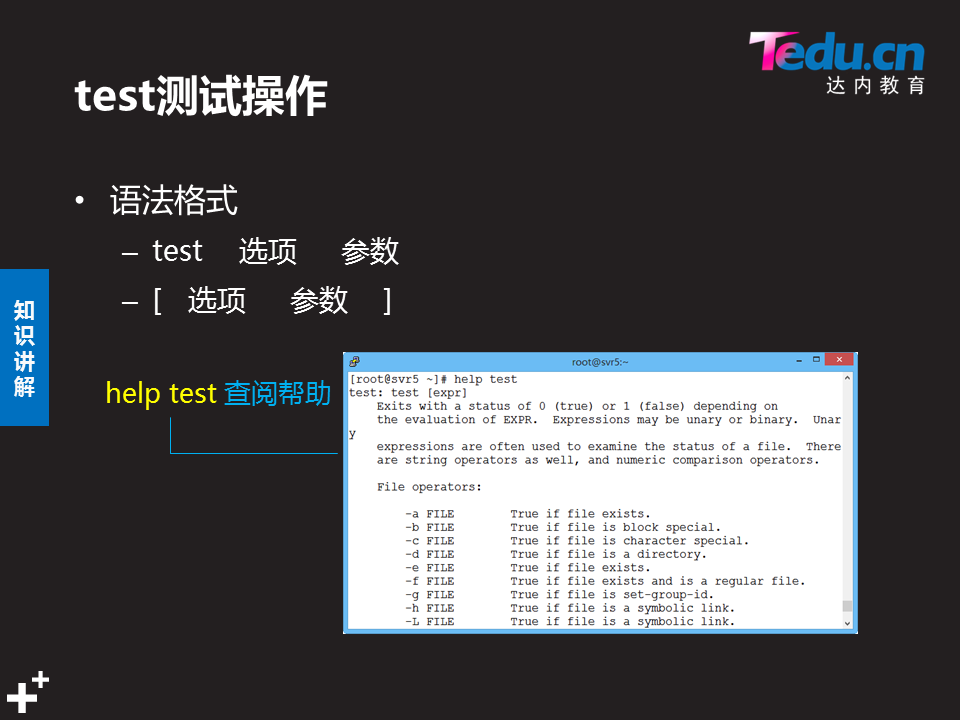 Tedu.cn
达内教育
test测试操作
• 语法格式
– test 选项 参数
– [ 选项 参数 ]
知识讲解
help test 查阅帮助
root@svr5:~
[root@svr5 ~]# help test
test: test [expr]
Exits with a status of 0 (true) or 1 (false) depending on
the evaluation of EXPR.  Expressions may be unary or binary.  Unar
y
expressions are often used to examine the status of a file.  There
are string operators as well, and numeric comparison operators.
File operators:
-a FILE        True if file exists.
-b FILE        True if file is block special.
-c FILE        True if file is character special.
-d FILE        True if file is a directory.
-e FILE        True if file exists.
-f FILE        True if file exists and is a regular file.
-g FILE        True if file is set-group-id.
-h FILE        True if file is a symbolic link.
-L FILE        True if file is a symbolic link.